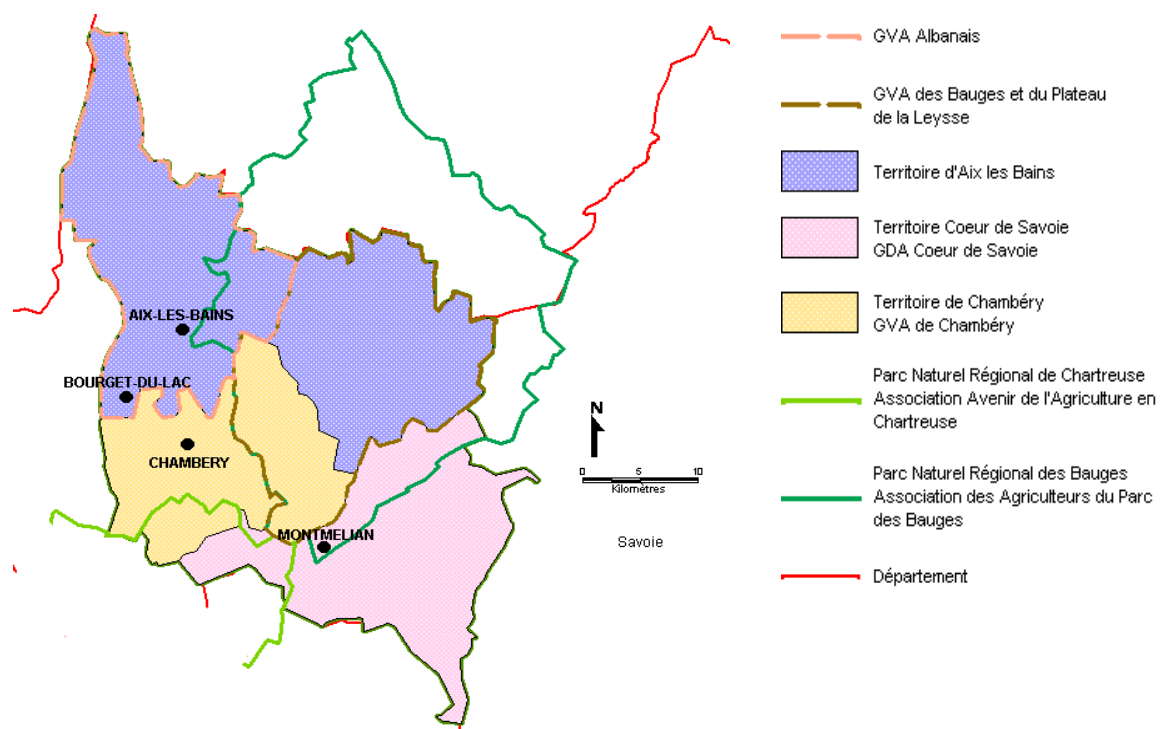 AIX-LES-BAINS
BOURGET-DU-LAC
CHAMBERY
MONTMELIAN
N
0 5 10
Kilomètres
Savoie
GVA Albanais
GVA des Bauges et du Plateau
de la Leysse
Territoire d'Aix les Bains
Territoire Coeur de Savoie
GDA Coeur de Savoie
Territoire de Chambéry
GVA de Chambéry
Parc Naturel Régional de Chartreuse
Association Avenir de l'Agriculture en
Chartreuse
Parc Naturel Régional des Bauges
Association des Agriculteurs du Parc
des Bauges
Département